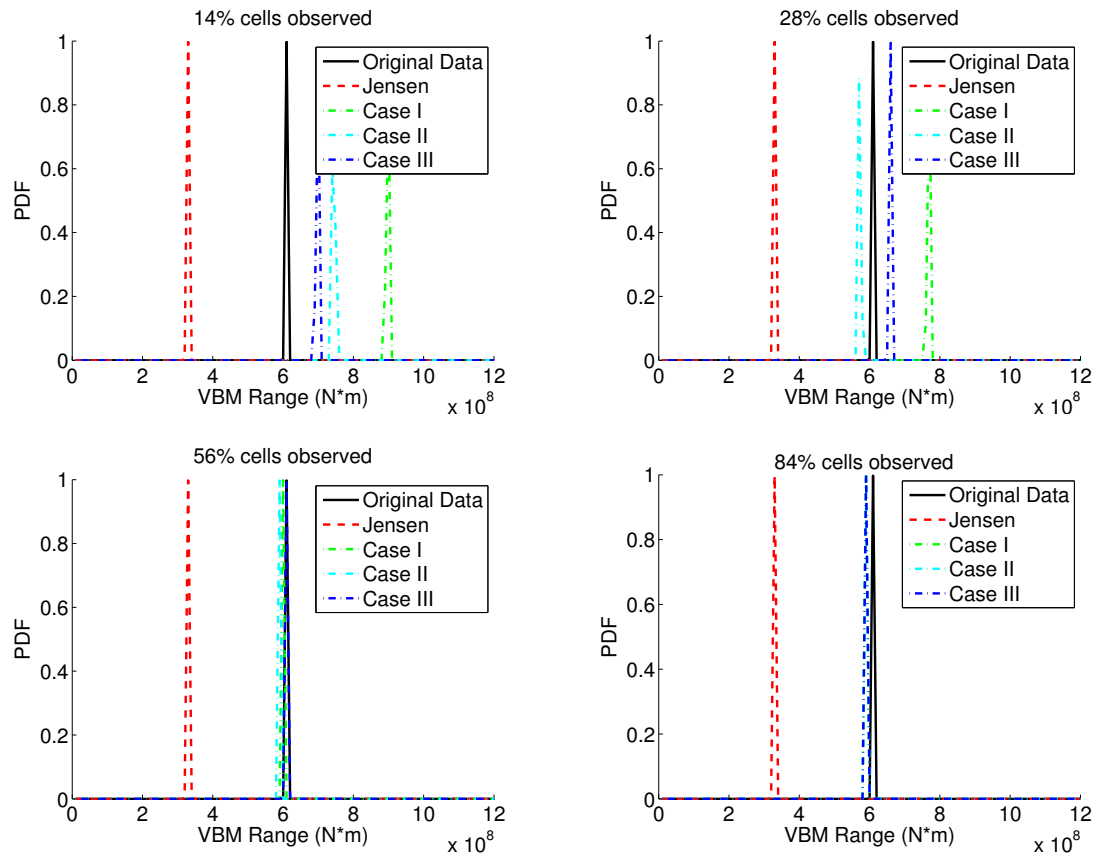 14% cells observed
1
0.8
0.6
0.4
0.2
0
PDF
Original Data
Jensen
Case I
Case II
Case III
0 2 4 6 8 10 12
VBM Range (N*m)
x 10^8
28% cells observed
1
0.8
0.6
0.4
0.2
0
PDF
Original Data
Jensen
Case I
Case II
Case III
0 2 4 6 8 10 12
VBM Range (N*m)
x 10^8
56% cells observed
1
0.8
0.6
0.4
0.2
0
PDF
Original Data
Jensen
Case I
Case II
Case III
0 2 4 6 8 10 12
VBM Range (N*m)
x 10^8
84% cells observed
1
0.8
0.6
0.4
0.2
0
PDF
Original Data
Jensen
Case I
Case II
Case III
0 2 4 6 8 10 12
VBM Range (N*m)
x 10^8